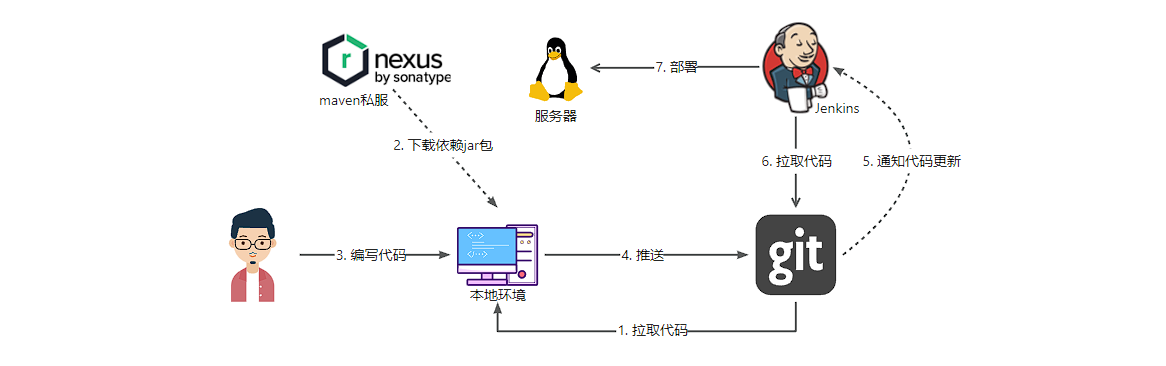 nexus
by sonatype
maven私服
服务器
7. 部署
Jenkins
2. 下载依赖jar包
6. 拉取代码
5. 通知代码更新
3. 编写代码
本地环境
4. 推送
git
1. 拉取代码